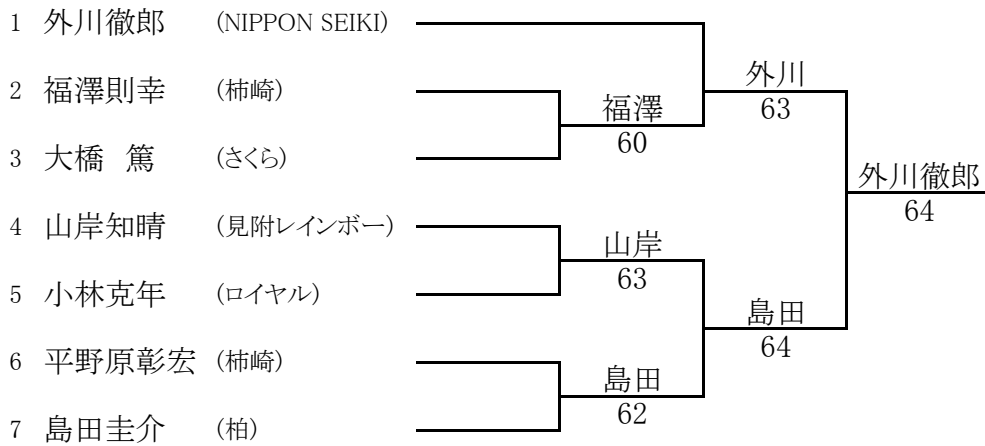 1 外川徹郎 (NIPPON SEIKI)
外川
2 福澤則幸 (柿崎)
福澤
63
60
3 大橋 篤 (さくら)
外川徹郎
64
4 山岸知晴 (見附レインボー)
山岸
63
5 小林克年 (ロイヤル)
島田
64
6 平野原彰宏 (柿崎)
島田
62
7 島田圭介 (柏)